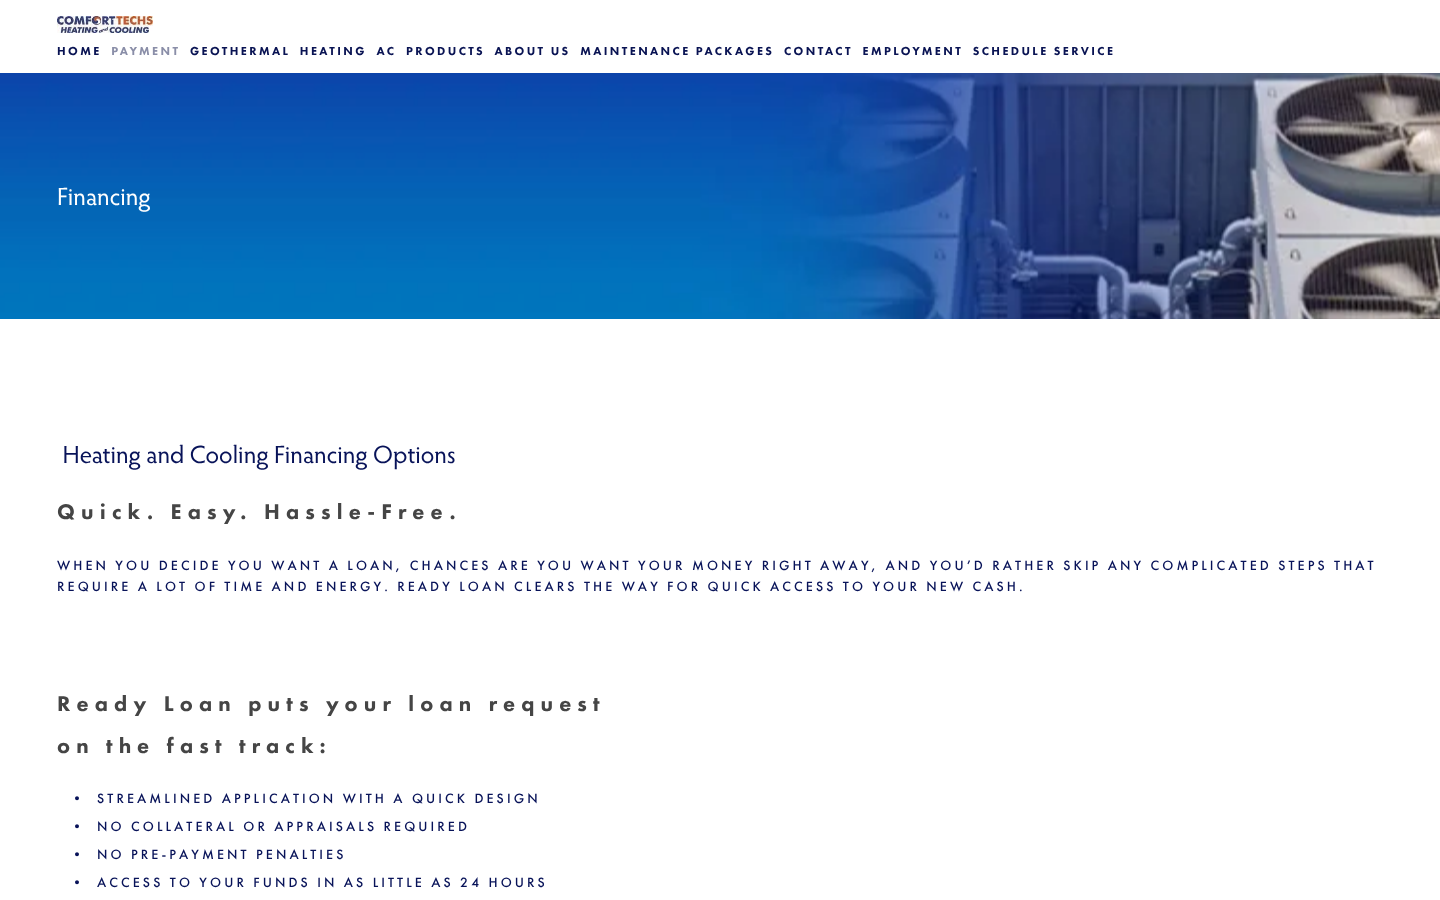 COMFORT TECHS
HEATING and COOLING
HOME PAYMENT GEOTHERMAL HEATING AC PRODUCTS ABOUT US MAINTENANCE PACKAGES CONTACT EMPLOYMENT SCHEDULE SERVICE
Financing
Heating and Cooling Financing Options
Quick. Easy. Hassle-Free.
WHEN YOU DECIDE YOU WANT A LOAN, CHANCES ARE YOU WANT YOUR MONEY RIGHT AWAY, AND YOU’D RATHER SKIP ANY COMPLICATED STEPS THAT
REQUIRE A LOT OF TIME AND ENERGY. READY LOAN CLEARS THE WAY FOR QUICK ACCESS TO YOUR NEW CASH.
Ready Loan puts your loan request
on the fast track:
• STREAMLINED APPLICATION WITH A QUICK DESIGN
• NO COLLATERAL OR APPRAISALS REQUIRED
• NO PRE-PAYMENT PENALTIES
• ACCESS TO YOUR FUNDS IN AS LITTLE AS 24 HOURS